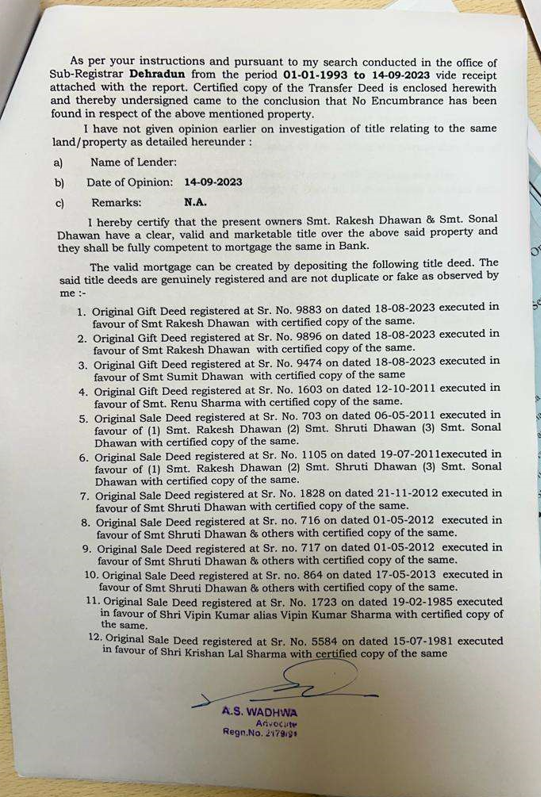 As per your instructions and pursuant to my search conducted in the office of
Sub-Registrar Dehradun from the period 01-01-1993 to 14-09-2023 vide receipt
attached with the report. Certified copy of the Transfer Deed is enclosed herewith
and thereby undersigned came to the conclusion that No Encumbrance has been
found in respect of the above mentioned property.
I have not given opinion earlier on investigation of title relating to the same
land/property as detailed hereunder :
a) Name of Lender:
b) Date of Opinion: 14-09-2023
c) Remarks: N.A.
I hereby certify that the present owners Smt. Rakesh Dhawan & Smt. Sonal
Dhawan have a clear, valid and marketable title over the above said property and
they shall be fully competent to mortgage the same in Bank.
The valid mortgage can be created by depositing the following title deed. The
said title deeds are genuinely registered and are not duplicate or fake as observed by
me :-
1. Original Gift Deed registered at Sr. No. 9883 on dated 18-08-2023 executed in
favour of Smt Rakesh Dhawan with certified copy of the same.
2. Original Gift Deed registered at Sr. No. 9896 on dated 18-08-2023 executed in
favour of Smt Rakesh Dhawan with certified copy of the same.
3. Original Gift Deed registered at Sr. No. 9474 on dated 18-08-2023 executed in
favour of Smt Sumit Dhawan with certified copy of the same
4. Original Gift Deed registered at Sr. No. 1603 on dated 12-10-2011 executed in
favour of Smt. Renu Sharma with certified copy of the same.
5. Original Sale Deed registered at Sr. No. 703 on dated 06-05-2011 executed in
favour of (1) Smt. Rakesh Dhawan (2) Smt. Shruti Dhawan (3) Smt. Sonal
Dhawan with certified copy of the same.
6. Original Sale Deed registered at Sr. No. 1105 on dated 19-07-2011executed in
favour of (1) Smt. Rakesh Dhawan (2) Smt. Shruti Dhawan (3) Smt. Sonal
Dhawan with certified copy of the same.
7. Original Sale Deed registered at Sr. No. 1828 on dated 21-11-2012 executed in
favour of Smt Shruti Dhawan with certified copy of the same.
8. Original Sale Deed registered at Sr. no. 716 on dated 01-05-2012 executed in
favour of Smt Shruti Dhawan & others with certified copy of the same.
9. Original Sale Deed registered at Sr. no. 717 on dated 01-05-2012 executed in
favour of Smt Shruti Dhawan & others with certified copy of the same.
10. Original Sale Deed registered at Sr. no. 864 on dated 17-05-2013 executed in
favour of Smt Shruti Dhawan & others with certified copy of the same.
11. Original Sale Deed registered at Sr. No. 1723 on dated 19-02-1985 executed
in favour of Shri Vipin Kumar alias Vipin Kumar Sharma with certified copy of
the same.
12. Original Sale Deed registered at Sr. No. 5584 on dated 15-07-1981 executed
in favour of Shri Krishan Lal Sharma with certified copy of the same
A.S. WADHWA
Advocate
Regn.No.